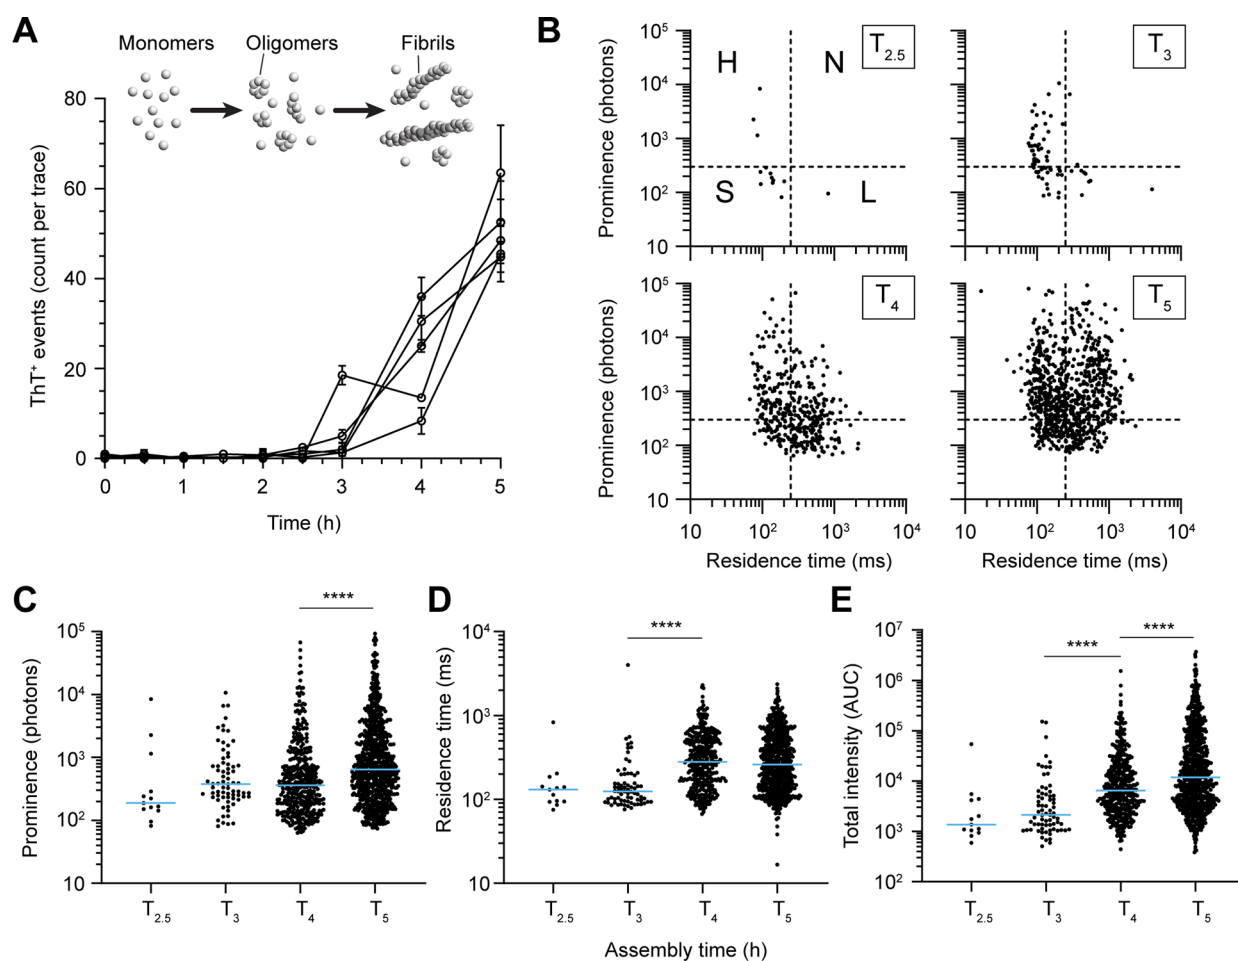 A
Monomers
Oligomers
Fibrils
ThT⁺ events (count per trace)
80
60
40
20
0
0 1 2 3 4 5
Time (h)
B
Prominence (photons)
10⁵
10⁴
10³
10²
10
H N
S L
T₂.₅
T₃
Prominence (photons)
10⁵
10⁴
10³
10²
10
T₄
T₅
10 10² 10³ 10⁴
10 10² 10³ 10⁴
Residence time (ms)
Residence time (ms)
C
Prominence (photons)
10⁵
10⁴
10³
10²
10
****
T₂.₅ T₃ T₄ T₅
D
Residence time (ms)
10⁴
10³
10²
10
****
T₂.₅ T₃ T₄ T₅
Assembly time (h)
E
Total intensity (AUC)
10⁷
10⁶
10⁵
10⁴
10³
10²
****
****
T₂.₅ T₃ T₄ T₅